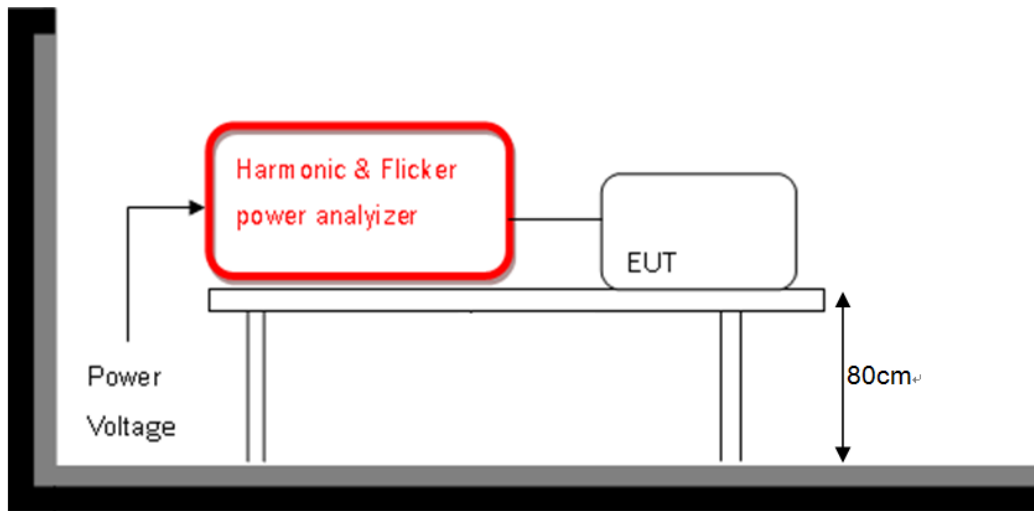 Harmonic & Flicker
power analyizer
EUT
Power
Voltage
80cm↵